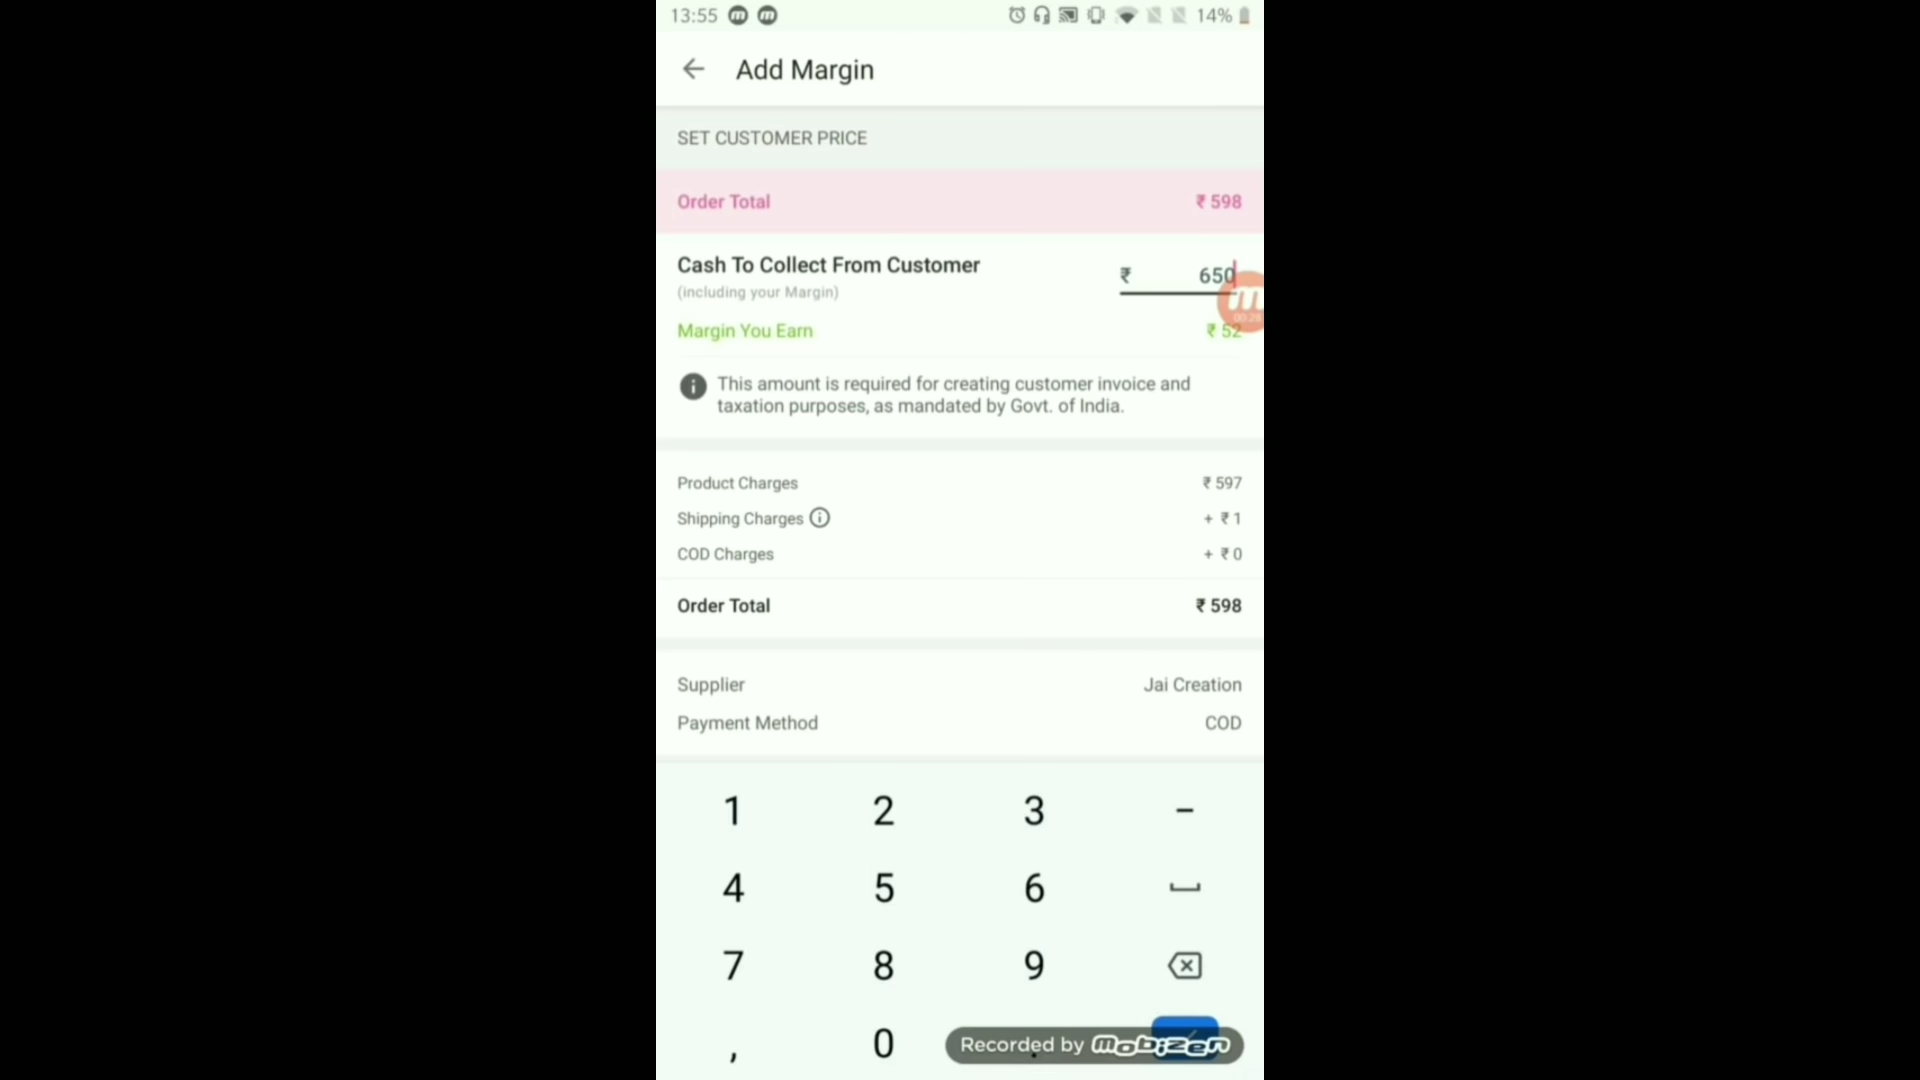 13:55 14%
Add Margin
SET CUSTOMER PRICE
Order Total ₹ 598
Cash To Collect From Customer ₹ 650
(including your Margin)
00:28
Margin You Earn ₹ 52
This amount is required for creating customer invoice and
taxation purposes, as mandated by Govt. of India.
Product Charges ₹ 597
Shipping Charges + ₹ 1
COD Charges + ₹ 0
Order Total ₹ 598
Supplier Jai Creation
Payment Method COD
1 2 3 -
4 5 6
7 8 9
, 0 .
Recorded by mobizen